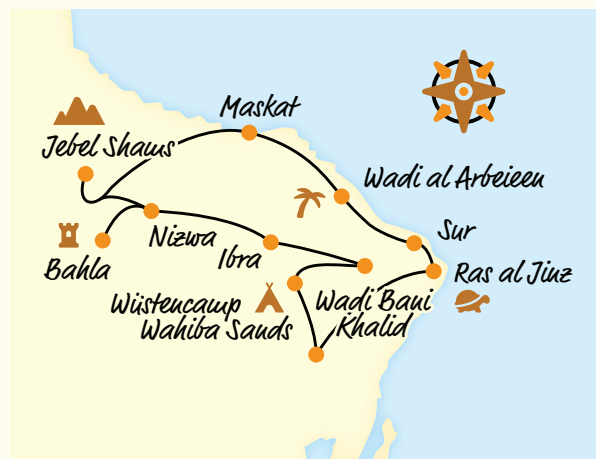 Maskat
Jebel Shams
Wadi al Arbeieen
Sur
Nizwa
Ibra
Bahla
Ras al Jinz
Wüstencamp
Wahiba Sands
Wadi Bani
Khalid